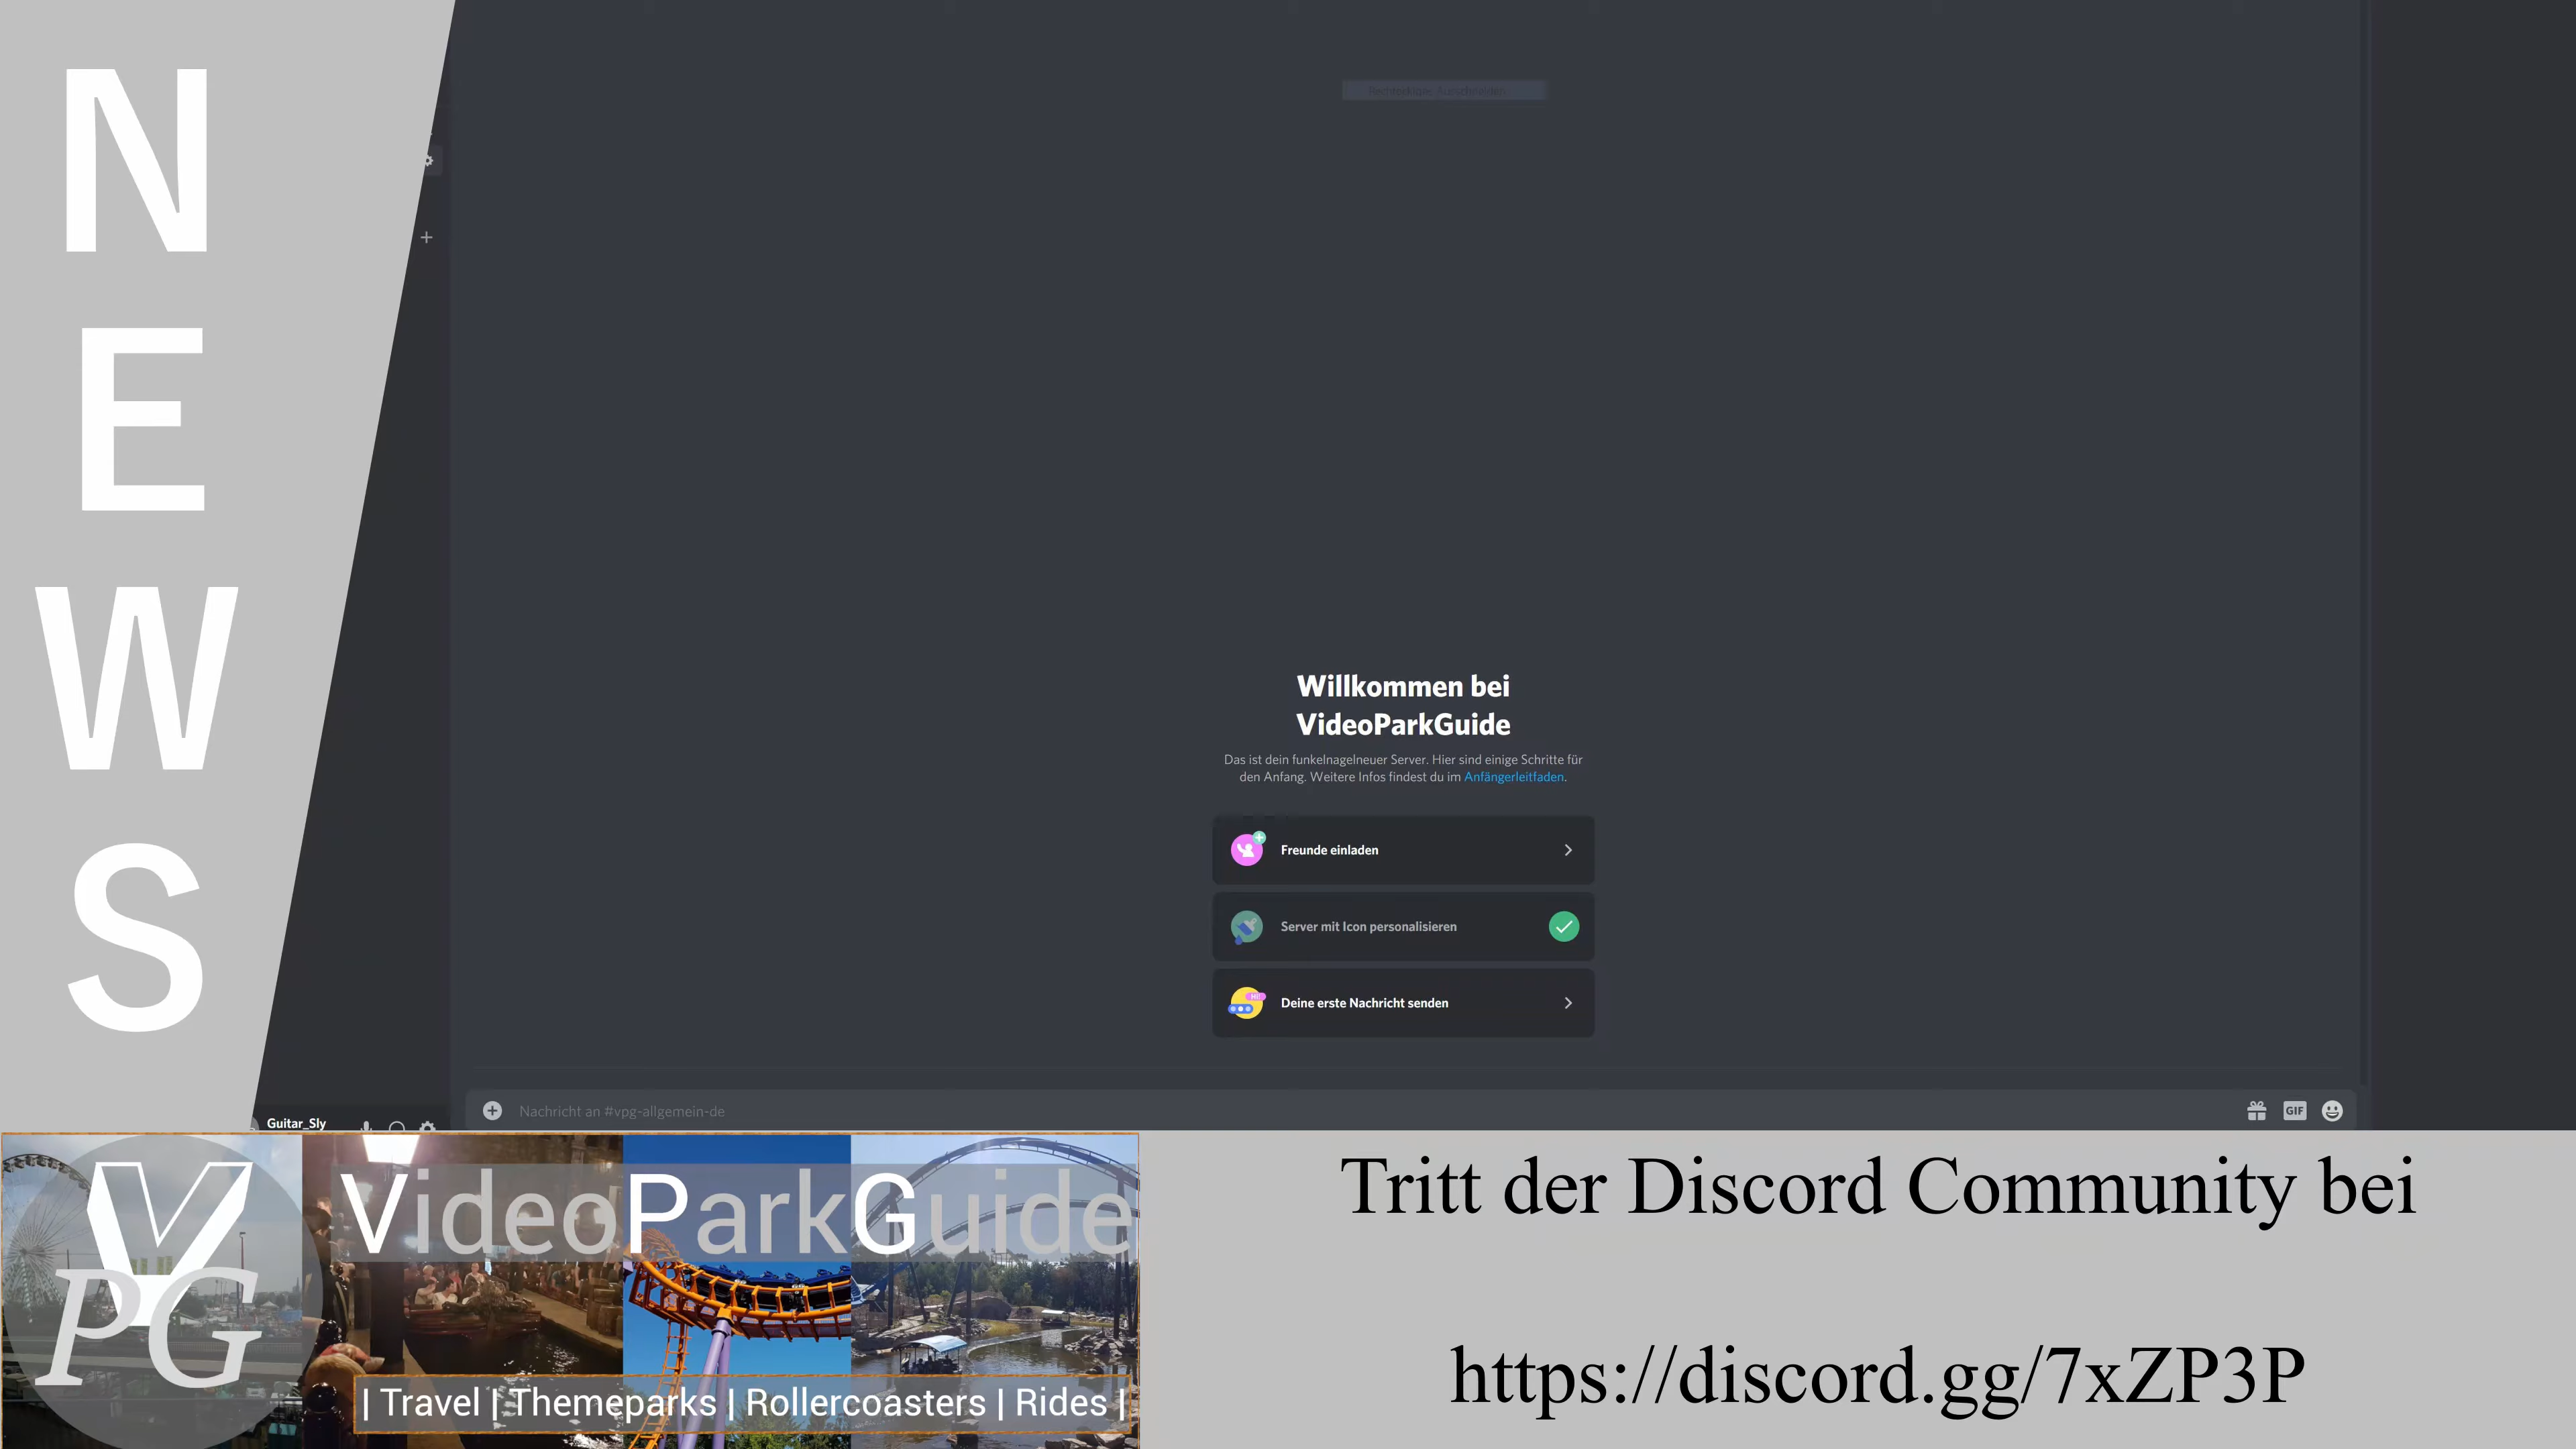 N
E
W
S
Willkommen bei
VideoParkGuide
Das ist dein funkelnagelneuer Server. Hier sind einige Schritte für
den Anfang. Weitere Infos findest du im Anfängerleitfaden.
Freunde einladen
Server mit Icon personalisieren
Deine erste Nachricht senden
Nachricht an #vpg-allgemein-de
GIF
Guitar_Sly
VPG
VideoParkGuide
| Travel | Themeparks | Rollercoasters | Rides |
Tritt der Discord Community bei
https://discord.gg/7xZP3P